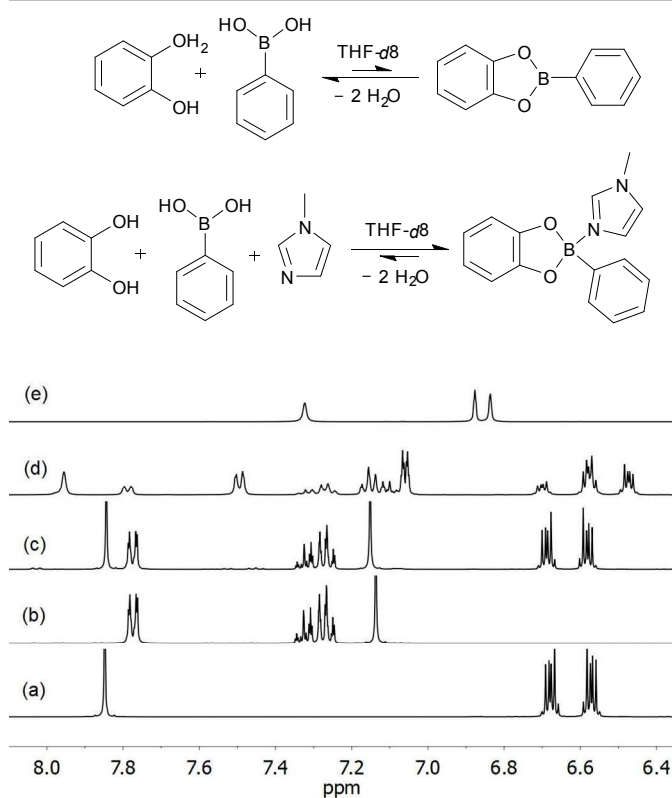 HO OH
OH2
B
THF-d8
O
+
B
OH
− 2 H2O
O
N
HO OH
OH
B
N
THF-d8
O
N
+
+
B
OH
N
− 2 H2O
O
(e)
(d)
(c)
(b)
(a)
8.0 7.8 7.6 7.4 7.2 7.0 6.8 6.6 6.4
ppm